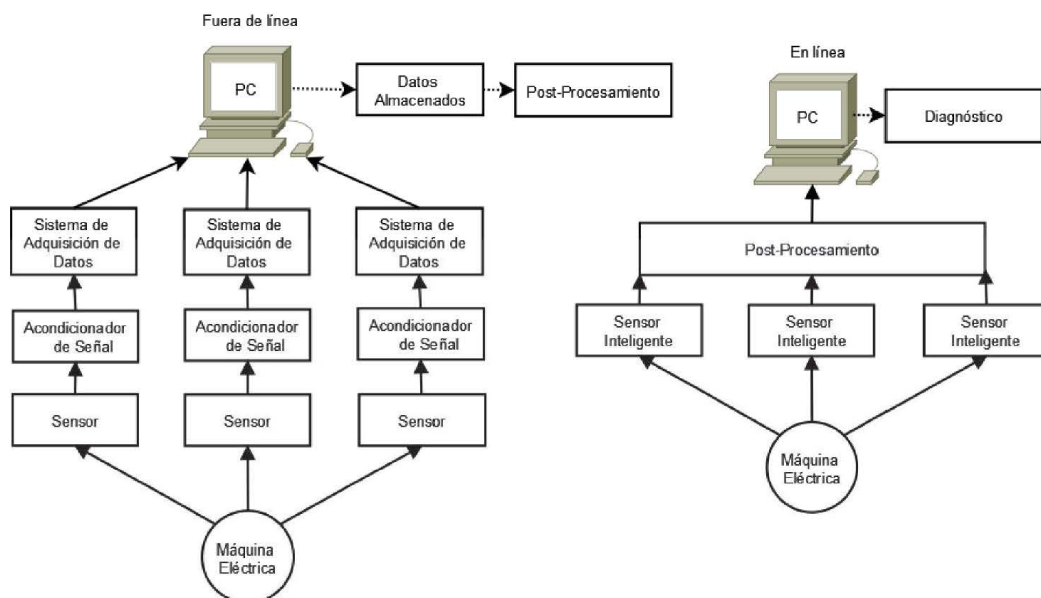 Fuera de línea
PC
Datos
Almacenados
Post-Procesamiento
Sistema de
Adquisición de
Datos
Sistema de
Adquisición de
Datos
Sistema de
Adquisición de
Datos
Acondicionador
de Señal
Acondicionador
de Señal
Acondicionador
de Señal
Sensor
Sensor
Sensor
Máquina
Eléctrica
En línea
PC
Diagnóstico
Post-Procesamiento
Sensor
Inteligente
Sensor
Inteligente
Sensor
Inteligente
Máquina
Eléctrica